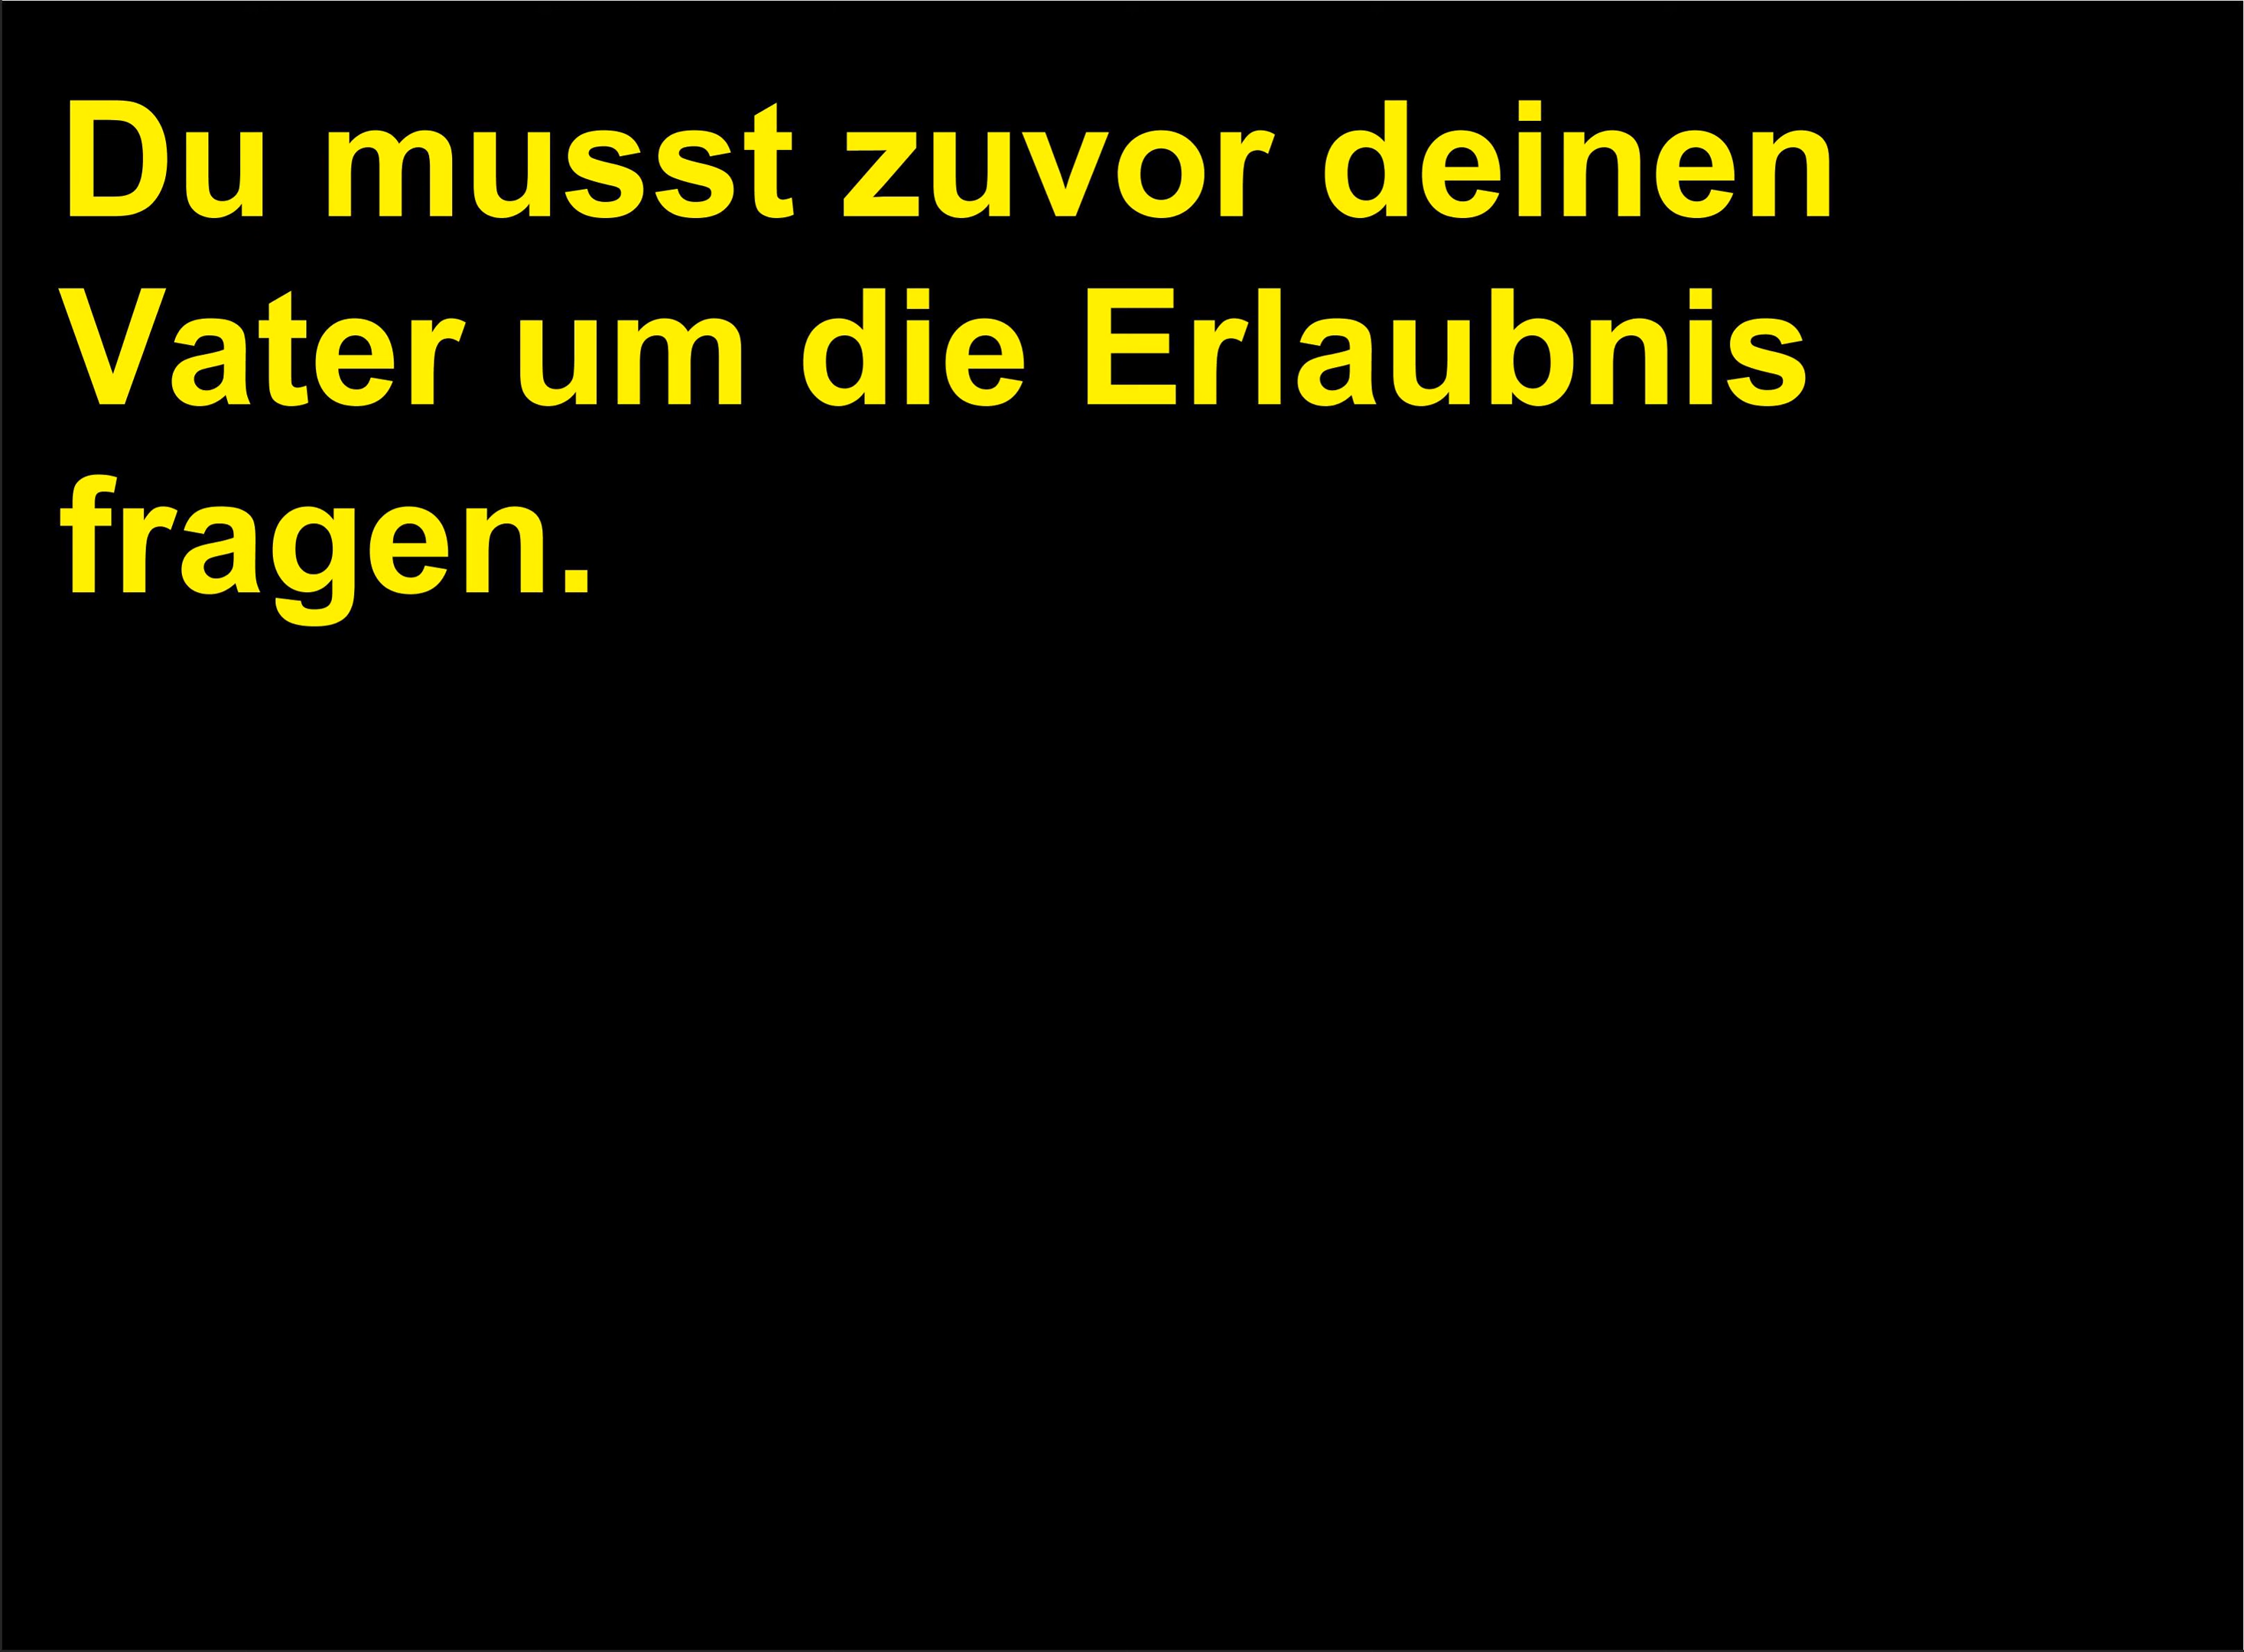 Du musst zuvor deinen
Vater um die Erlaubnis
fragen.